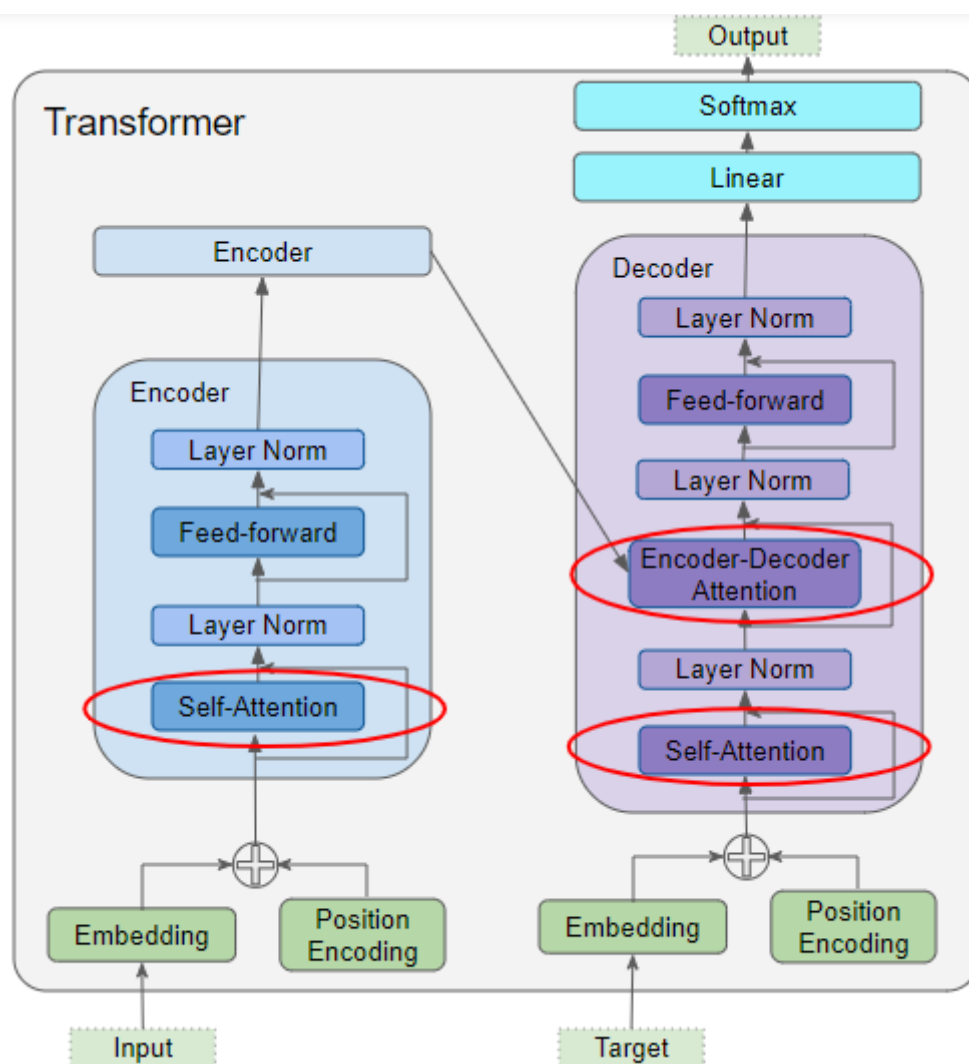 Output
Transformer
Softmax
Linear
Encoder
Decoder
Layer Norm
Feed-forward
Layer Norm
Encoder-Decoder
Attention
Layer Norm
Self-Attention
Encoder
Layer Norm
Feed-forward
Layer Norm
Self-Attention
Embedding
Position
Encoding
Embedding
Position
Encoding
Input
Target